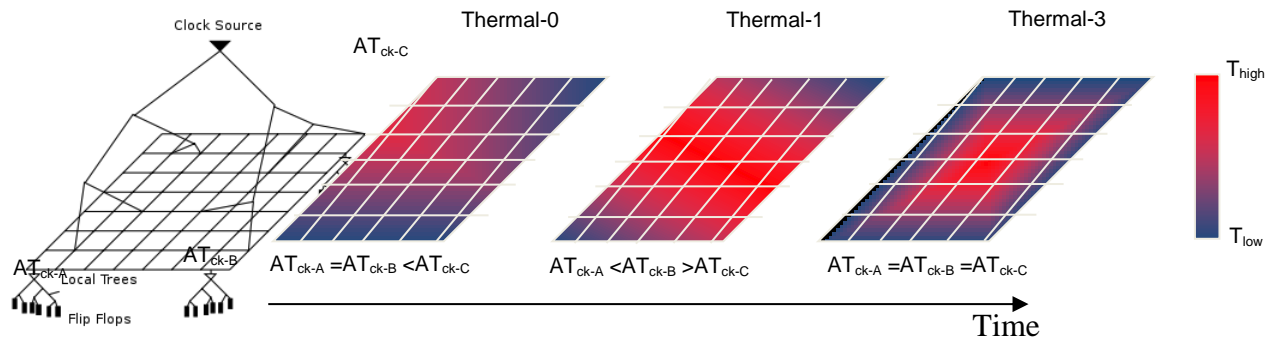 Thermal-0
Thermal-1
Thermal-3
Clock Source
AT_ck-C
T_high
T_low
AT_ck-A
AT_ck-B
Local Trees
Flip Flops
AT_ck-A =AT_ck-B <AT_ck-C
AT_ck-A <AT_ck-B >AT_ck-C
AT_ck-A =AT_ck-B =AT_ck-C
Time